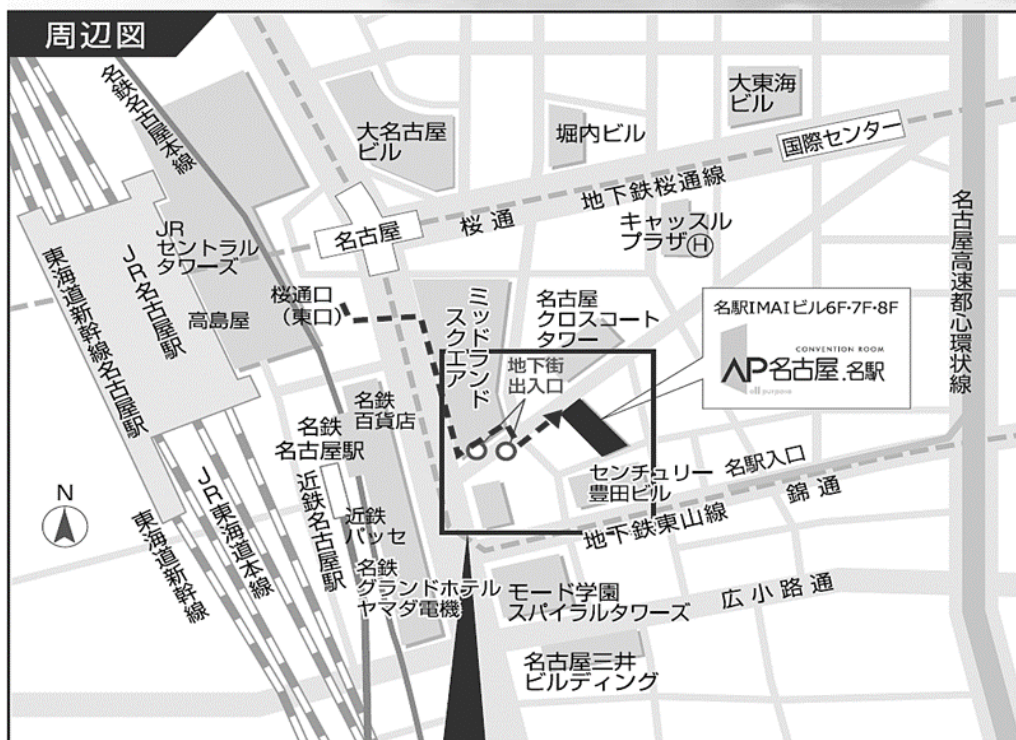 周辺図
名鉄名古屋本線
大名古屋
ビル
堀内ビル
大東海
ビル
国際センター
地下鉄桜通線
桜通
名古屋
キャッスル
プラザⒽ
名古屋高速都心環状線
JR
セントラル
タワーズ
JR名古屋駅
東海道新幹線名古屋駅
高島屋
桜通口
(東口)
ミッドランド
スクエア
名古屋
クロスコート
タワー
名駅IMAIビル6F・7F・8F
CONVENTION ROOM
AP名古屋.名駅
all purpose
地下街
出入口
名鉄
百貨店
名鉄
名古屋駅
センチュリー
豊田ビル
名駅入口
錦通
地下鉄東山線
N
JR東海道本線
東海道新幹線
近鉄名古屋駅
近鉄
パッセ
名鉄
グランドホテル
ヤマダ電機
モード学園
スパイラルタワーズ
広小路通
名古屋三井
ビルディング